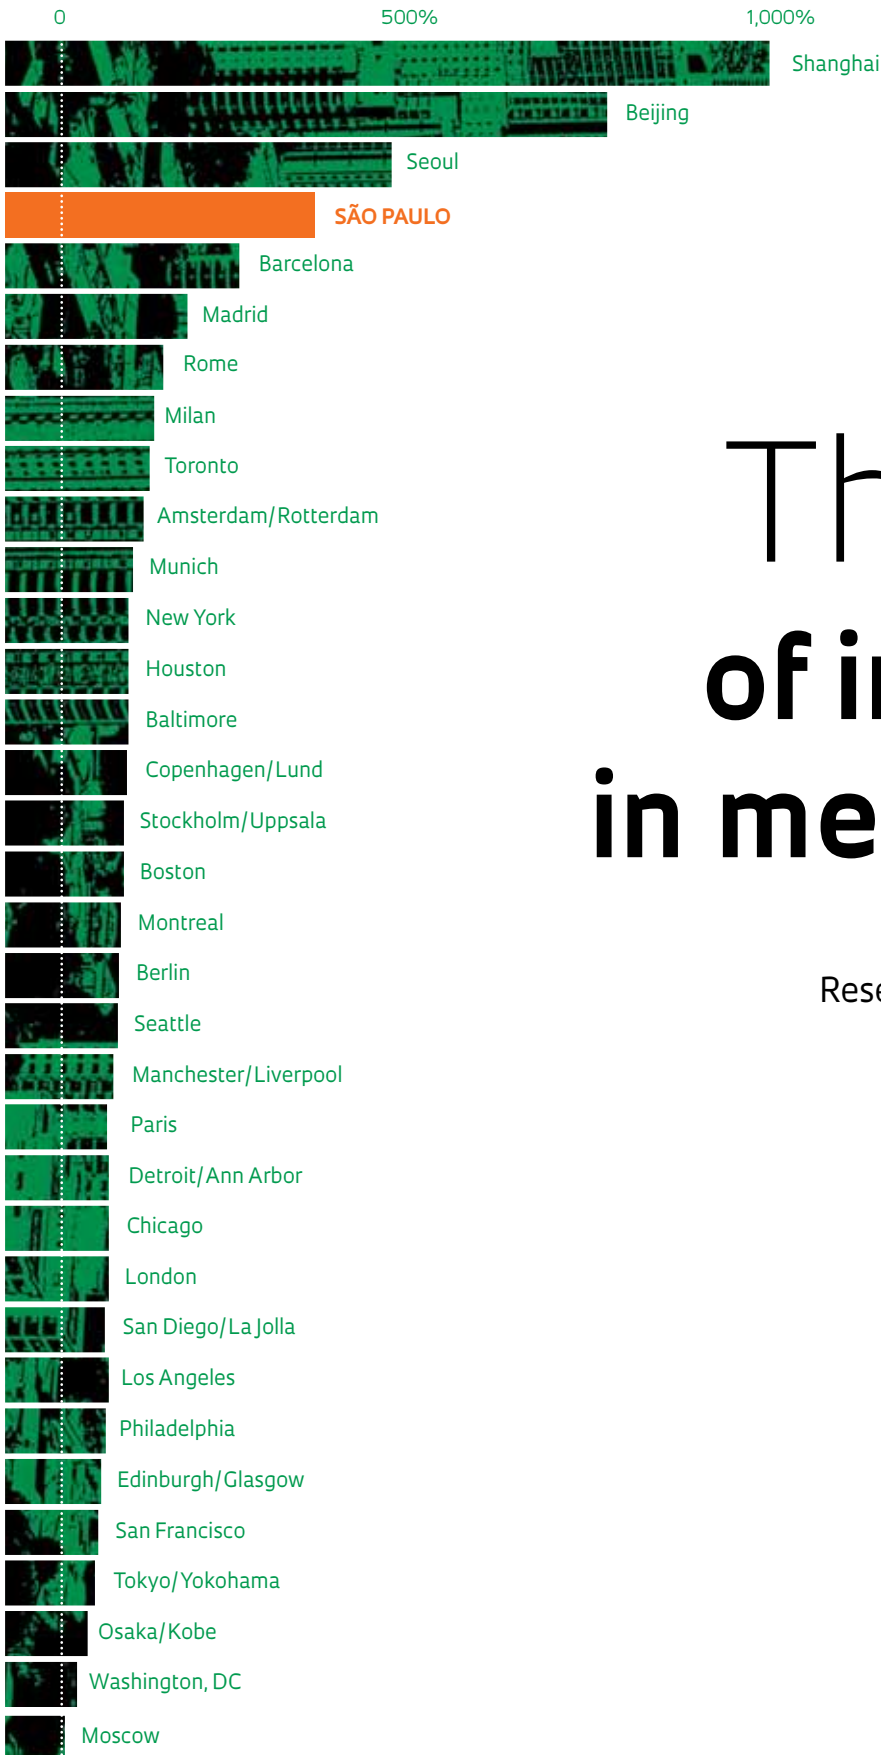 0 500% 1,000%
Shanghai
Beijing
Seoul
SÃO PAULO
Barcelona
Madrid
Rome
Milan
Toronto
Amsterdam/Rotterdam
Munich
New York
Houston
Baltimore
Copenhagen/Lund
Stockholm/Uppsala
Boston
Montreal
Berlin
Seattle
Manchester/Liverpool
Paris
Detroit/Ann Arbor
Chicago
London
San Diego/La Jolla
Los Angeles
Philadelphia
Edinburgh/Glasgow
San Francisco
Tokyo/Yokohama
Osaka/Kobe
Washington, DC
Moscow
Th
of in
in me
Rese